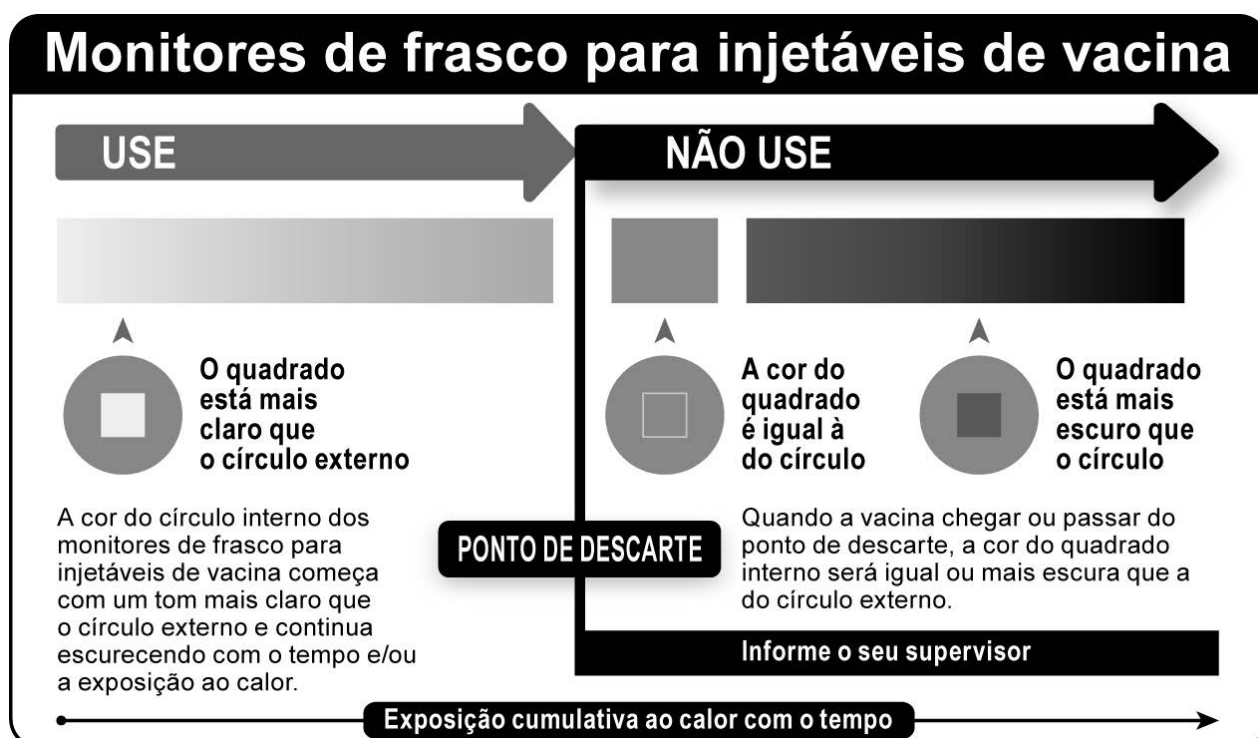 Monitores de frasco para injetáveis de vacina
USE
NÃO USE
O quadrado
está mais
claro que
o círculo externo
A cor do
quadrado
é igual à
do círculo
O quadrado
está mais
escuro que
o círculo
A cor do círculo interno dos
monitores de frasco para
injetáveis de vacina começa
com um tom mais claro que
o círculo externo e continua
escurecendo com o tempo e/ou
a exposição ao calor.
PONTO DE DESCARTE
Quando a vacina chegar ou passar do
ponto de descarte, a cor do quadrado
interno será igual ou mais escura que a
do círculo externo.
Informe o seu supervisor
Exposição cumulativa ao calor com o tempo